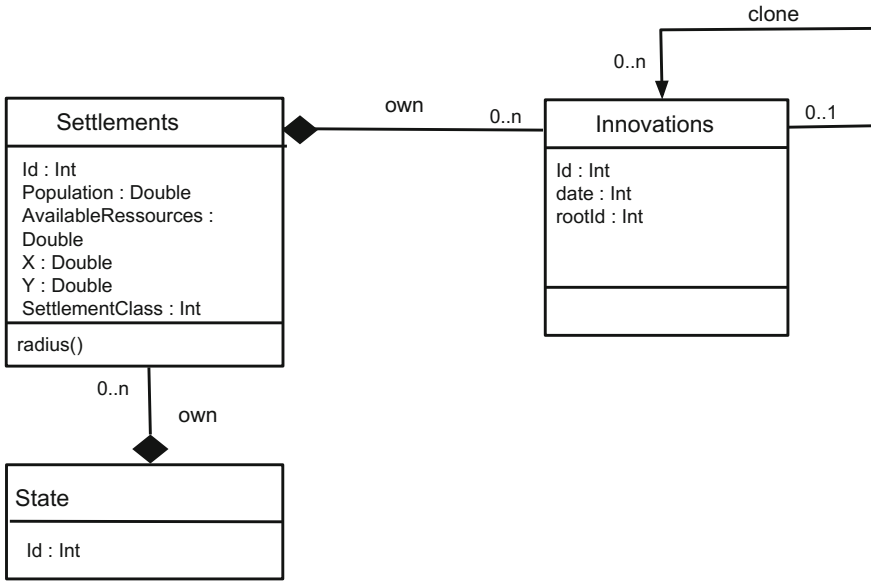 clone
0..n
Settlements
own
0..n
Innovations
0..1
Id : Int
Population : Double
AvailableRessources :
Double
X : Double
Y : Double
SettlementClass : Int
radius()
Id : Int
date : Int
rootId : Int
0..n
own
State
Id : Int